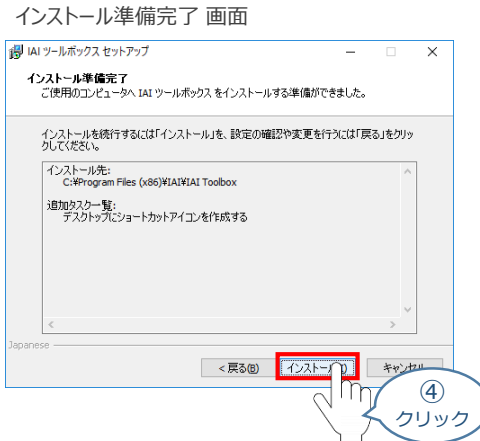 インストール準備完了 画面
IAI ツールボックス セットアップ
インストール準備完了
ご使用のコンピュータへ IAI ツールボックス をインストールする準備ができました。
インストールを続行するには「インストール」を、設定の確認や変更を行うには「戻る」をクリッ
クしてください。
インストール先:
C:¥Program Files (x86)¥IAI¥IAI Toolbox
追加タスク一覧:
デスクトップにショートカットアイコンを作成する
Japanese
< 戻る(B)
インストール(I)
キャンセル
④
クリック